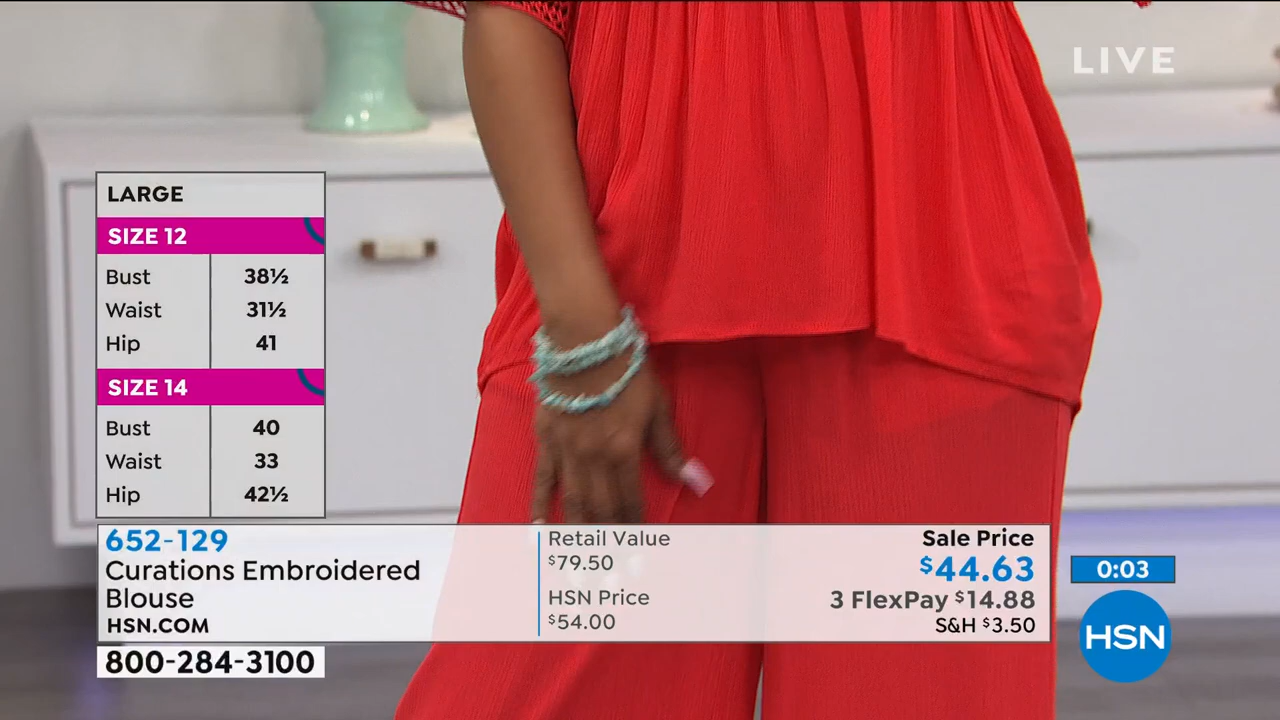 LIVE
LARGE
SIZE 12
Bust 38½
Waist 31½
Hip 41
SIZE 14
Bust 40
Waist 33
Hip 42½
652-129
Curations Embroidered
Blouse
HSN.COM
800-284-3100
Retail Value
$79.50
HSN Price
$54.00
Sale Price
$44.63
3 FlexPay $14.88
S&H $3.50
0:03
HSN